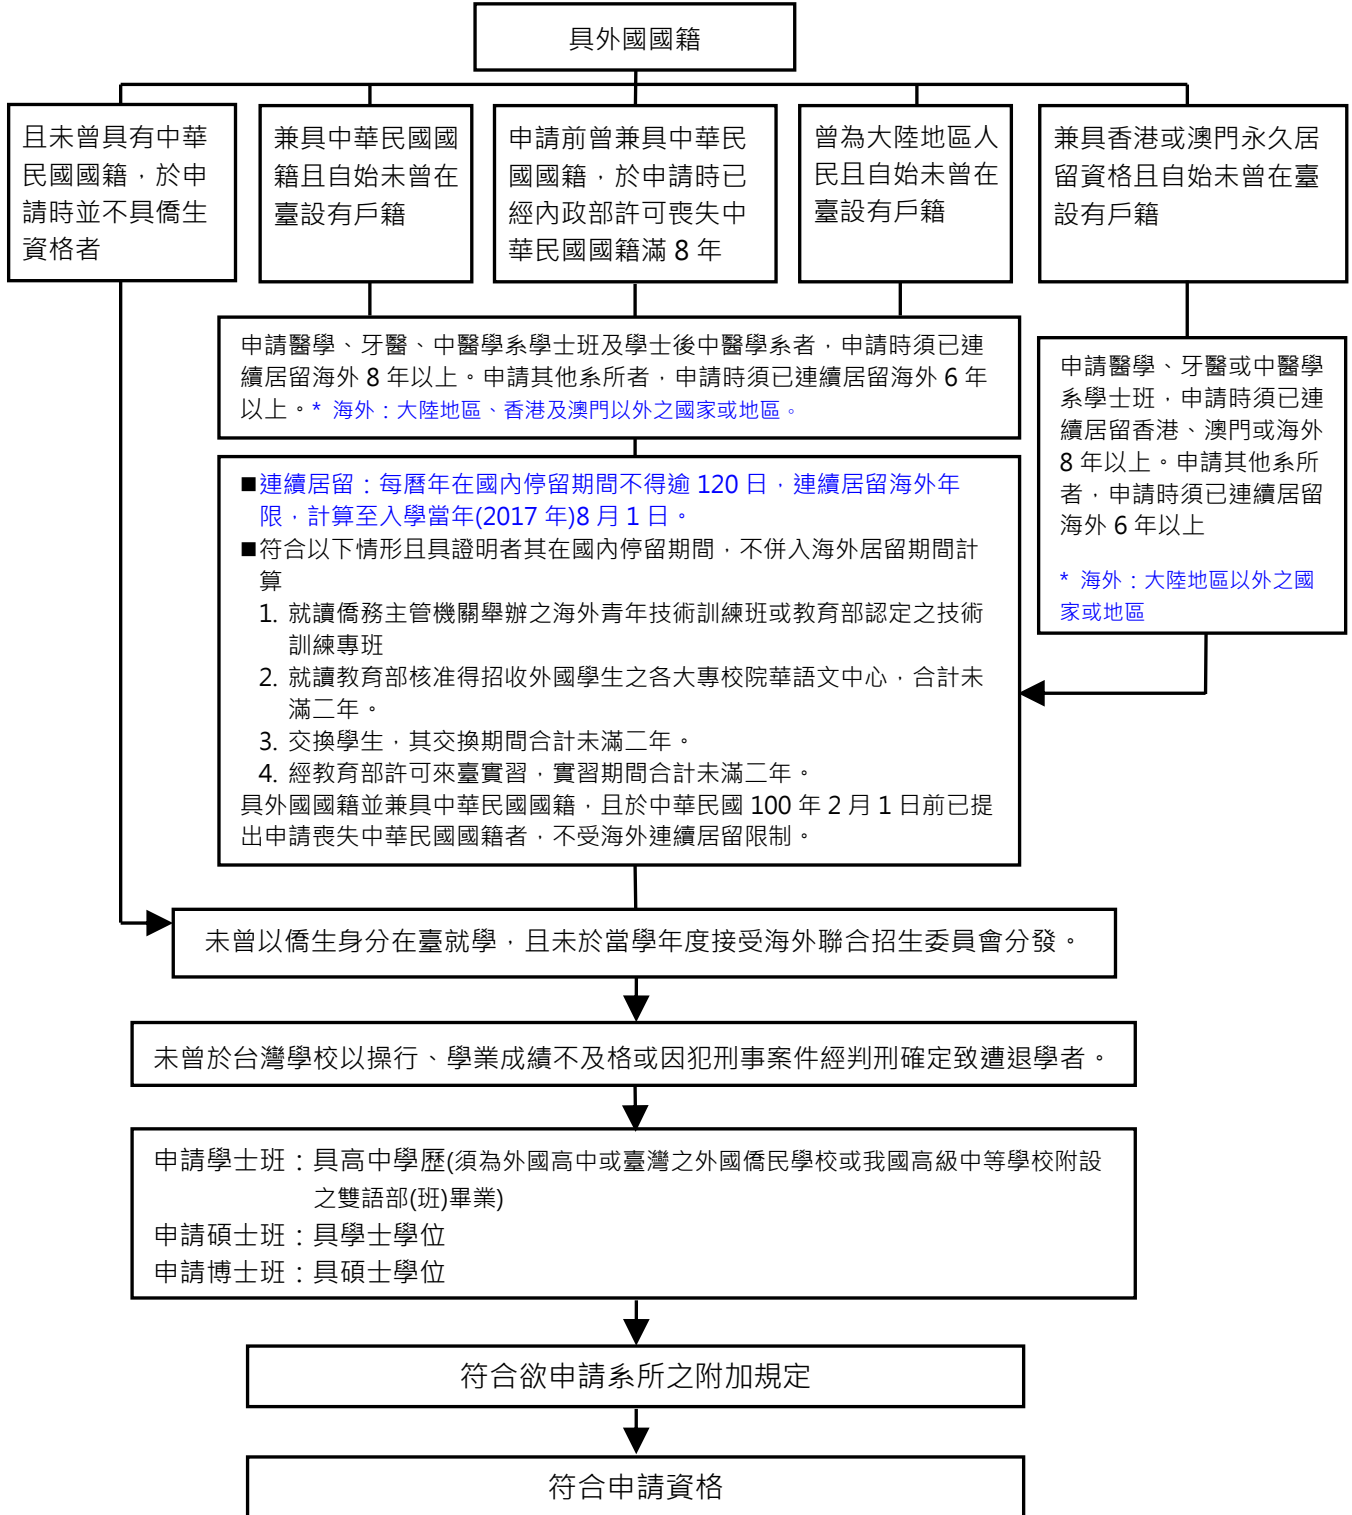 具外國國籍
且未曾具有中華
民國國籍，於申
請時並不具僑生
資格者
兼具中華民國國
籍且自始未曾在
臺設有戶籍
申請前曾兼具中華民
國國籍，於申請時已
經內政部許可喪失中
華民國國籍滿 8 年
曾為大陸地區人
民且自始未曾在
臺設有戶籍
兼具香港或澳門永久居
留資格且自始未曾在臺
設有戶籍
申請醫學、牙醫、中醫學系學士班及學士後中醫學系者，申請時須已連
續居留海外 8 年以上。申請其他系所者，申請時須已連續居留海外 6 年
以上。* 海外：大陸地區、香港及澳門以外之國家或地區。
申請醫學、牙醫或中醫學
系學士班，申請時須已連
續居留香港、澳門或海外
8 年以上。申請其他系所
者，申請時須已連續居留
海外 6 年以上
* 海外：大陸地區以外之國
家或地區
■連續居留：每曆年在國內停留期間不得逾 120 日，連續居留海外年
限，計算至入學當年(2017 年)8 月 1 日。
■符合以下情形且具證明者其在國內停留期間，不併入海外居留期間計
算
1. 就讀僑務主管機關舉辦之海外青年技術訓練班或教育部認定之技術
訓練專班
2. 就讀教育部核准得招收外國學生之各大專校院華語文中心，合計未
滿二年。
3. 交換學生，其交換期間合計未滿二年。
4. 經教育部許可來臺實習，實習期間合計未滿二年。
具外國國籍並兼具中華民國國籍，且於中華民國 100 年 2 月 1 日前已提
出申請喪失中華民國國籍者，不受海外連續居留限制。
未曾以僑生身分在臺就學，且未於當學年度接受海外聯合招生委員會分發。
未曾於台灣學校以操行、學業成績不及格或因犯刑事案件經判刑確定致遭退學者。
申請學士班：具高中學歷(須為外國高中或臺灣之外國僑民學校或我國高級中等學校附設
之雙語部(班)畢業)
申請碩士班：具學士學位
申請博士班：具碩士學位
符合欲申請系所之附加規定
符合申請資格